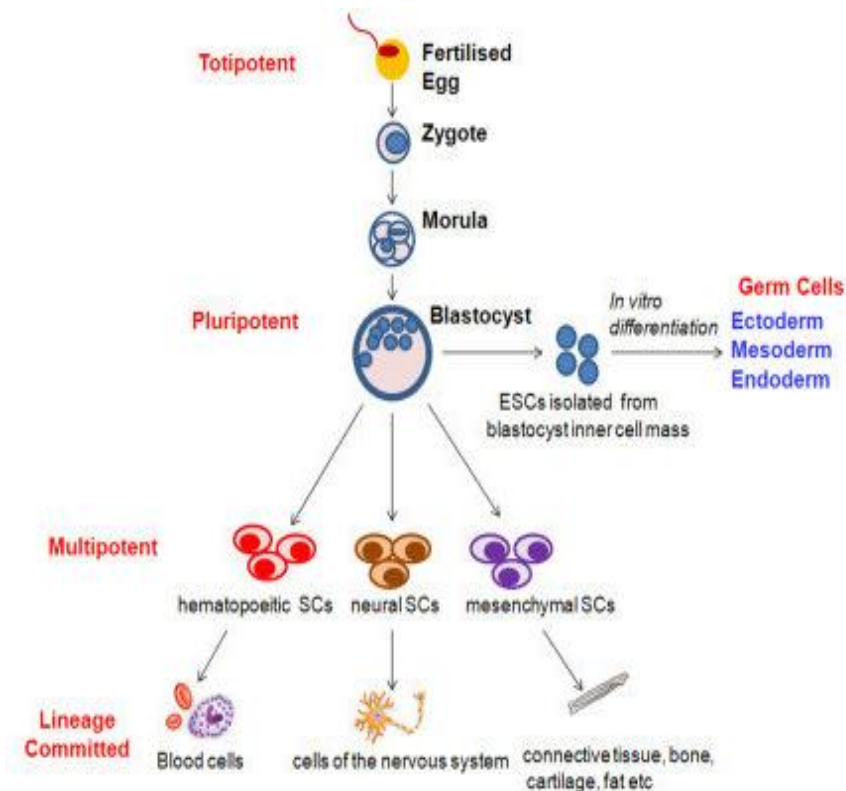 Totipotent
Fertilised
Egg
Zygote
Morula
Pluripotent
Blastocyst
In vitro
differentiation
Germ Cells
Ectoderm
Mesoderm
Endoderm
ESCs isolated from
blastocyst inner cell mass
Multipotent
hematopoeitic SCs
neural SCs
mesenchymal SCs
Lineage
Committed
Blood cells
cells of the nervous system
connective tissue, bone,
cartilage, fat etc